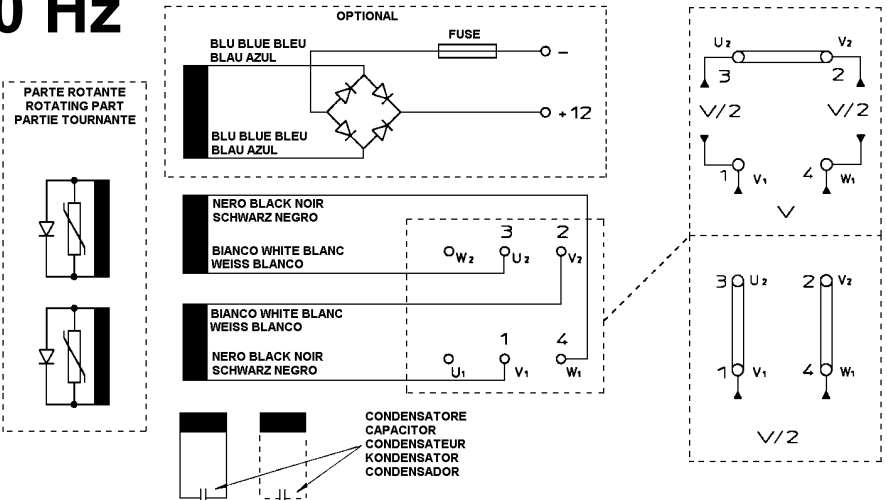 0 Hz
OPTIONAL
BLU BLUE BLEU
BLAU AZUL
FUSE
−
+12
BLU BLUE BLEU
BLAU AZUL
PARTE ROTANTE
ROTATING PART
PARTIE TOURNANTE
NERO BLACK NOIR
SCHWARZ NEGRO
BIANCO WHITE BLANC
WEISS BLANCO
BIANCO WHITE BLANC
WEISS BLANCO
NERO BLACK NOIR
SCHWARZ NEGRO
3 2
W2 U2 V2
1 4
U1 V1 W1
CONDENSATORE
CAPACITOR
CONDENSATEUR
KONDENSATOR
CONDENSADOR
U2 V2
3 2
V/2 V/2
1 V1 4 W1
V
3 U2 2 V2
1 V1 4 W1
V/2